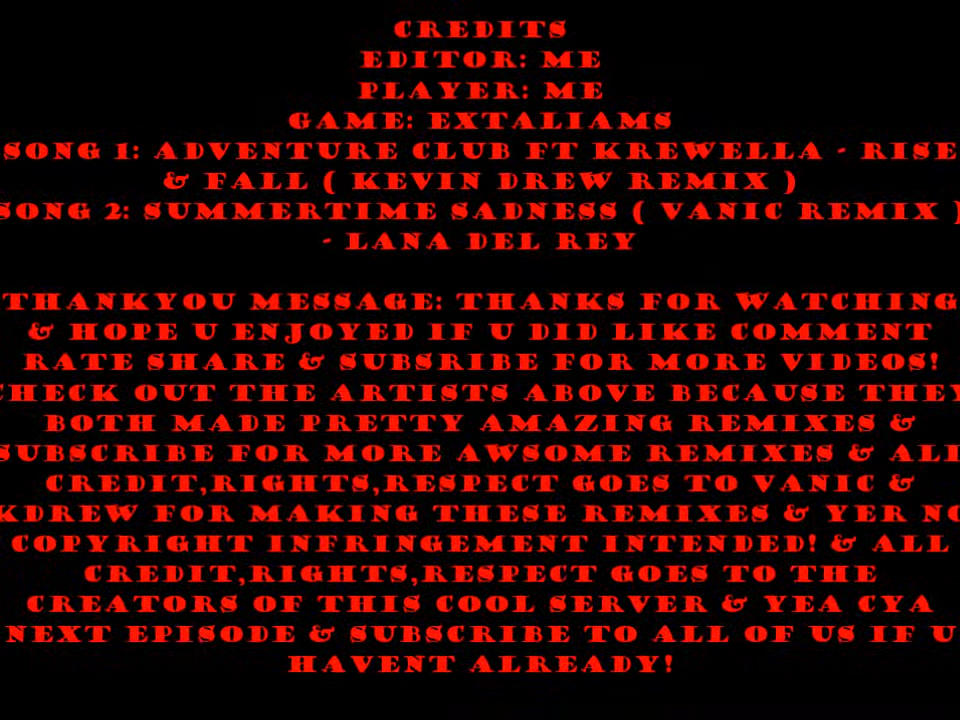 CREDITS
EDITOR: ME
PLAYER: ME
GAME: EXTALIAMS
SONG 1: ADVENTURE CLUB FT KREWELLA - RISE
& FALL ( KEVIN DREW REMIX )
SONG 2: SUMMERTIME SADNESS ( VANIC REMIX )
- LANA DEL REY
THANKYOU MESSAGE: THANKS FOR WATCHING
& HOPE U ENJOYED IF U DID LIKE COMMENT
RATE SHARE & SUBSRIBE FOR MORE VIDEOS!
CHECK OUT THE ARTISTS ABOVE BECAUSE THEY
BOTH MADE PRETTY AMAZING REMIXES &
SUBSCRIBE FOR MORE AWSOME REMIXES & ALL
CREDIT,RIGHTS,RESPECT GOES TO VANIC &
KDREW FOR MAKING THESE REMIXES & YER NO
COPYRIGHT INFRINGEMENT INTENDED! & ALL
CREDIT,RIGHTS,RESPECT GOES TO THE
CREATORS OF THIS COOL SERVER & YEA CYA
NEXT EPISODE & SUBSCRIBE TO ALL OF US IF U
HAVENT ALREADY!